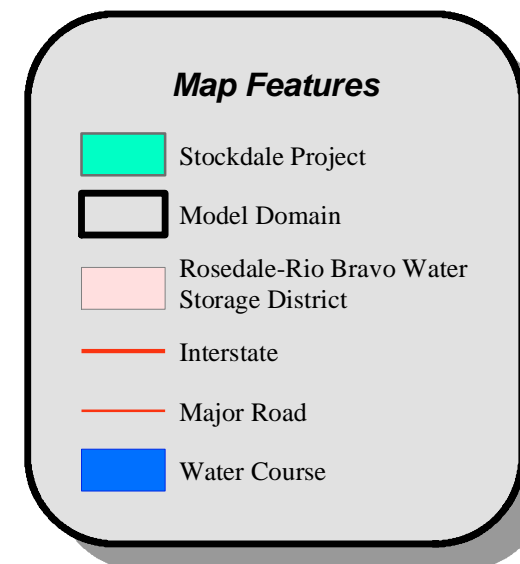 Map Features
Stockdale Project
Model Domain
Rosedale-Rio Bravo Water
Storage District
Interstate
Major Road
Water Course